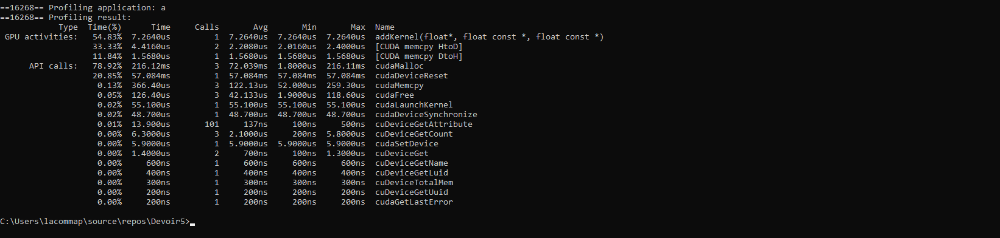 ==16268== Profiling application: a
==16268== Profiling result:
            Type  Time(%)      Time     Calls       Avg       Min       Max  Name
 GPU activities:   54.83%  7.2640us         1  7.2640us  7.2640us  7.2640us  addKernel(float*, float const *, float const *)
                   33.33%  4.4160us         2  2.2080us  2.0160us  2.4000us  [CUDA memcpy HtoD]
                   11.84%  1.5680us         1  1.5680us  1.5680us  1.5680us  [CUDA memcpy DtoH]
      API calls:   78.92%  216.12ms         3  72.039ms  1.8000us  216.11ms  cudaMalloc
                   20.85%  57.084ms         1  57.084ms  57.084ms  57.084ms  cudaDeviceReset
                    0.13%  366.40us         3  122.13us  52.000us  259.30us  cudaMemcpy
                    0.05%  126.40us         3  42.133us  1.9000us  118.60us  cudaFree
                    0.02%  55.100us         1  55.100us  55.100us  55.100us  cudaLaunchKernel
                    0.02%  48.700us         1  48.700us  48.700us  48.700us  cudaDeviceSynchronize
                    0.01%  13.900us       101     137ns     100ns     500ns  cuDeviceGetAttribute
                    0.00%  6.3000us         3  2.1000us     200ns  5.8000us  cuDeviceGetCount
                    0.00%  5.9000us         1  5.9000us  5.9000us  5.9000us  cudaSetDevice
                    0.00%  1.4000us         2     700ns     100ns  1.3000us  cuDeviceGet
                    0.00%     600ns         1     600ns     600ns     600ns  cuDeviceGetName
                    0.00%     400ns         1     400ns     400ns     400ns  cuDeviceGetLuid
                    0.00%     300ns         1     300ns     300ns     300ns  cuDeviceTotalMem
                    0.00%     200ns         1     200ns     200ns     200ns  cuDeviceGetUuid
                    0.00%     200ns         1     200ns     200ns     200ns  cudaGetLastError
C:\Users\lacommap\source\repos\Devoir5>